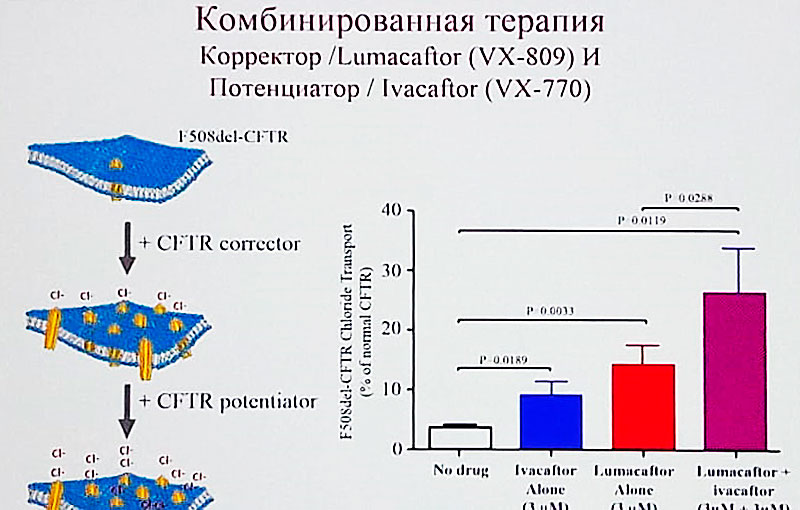 Комбинированная терапия
Корректор /Lumacaftor (VX-809) И
Потенциатор / Ivacaftor (VX-770)
F508del-CFTR
+ CFTR corrector
Cl- Cl- Cl- Cl- Cl-
+ CFTR potentiator
Cl- Cl- Cl- Cl-
Cl- Cl- Cl- Cl- Cl-
F508del-CFTR Chloride Transport
(% of normal CFTR)
40
30
20
10
0
P=0.0288
P=0.0119
P=0.0033
P=0.0189
No drug
Ivacaftor
Alone
(3 μM)
Lumacaftor
Alone
(3 μM)
Lumacaftor +
ivacaftor
(3μM + 3μM)